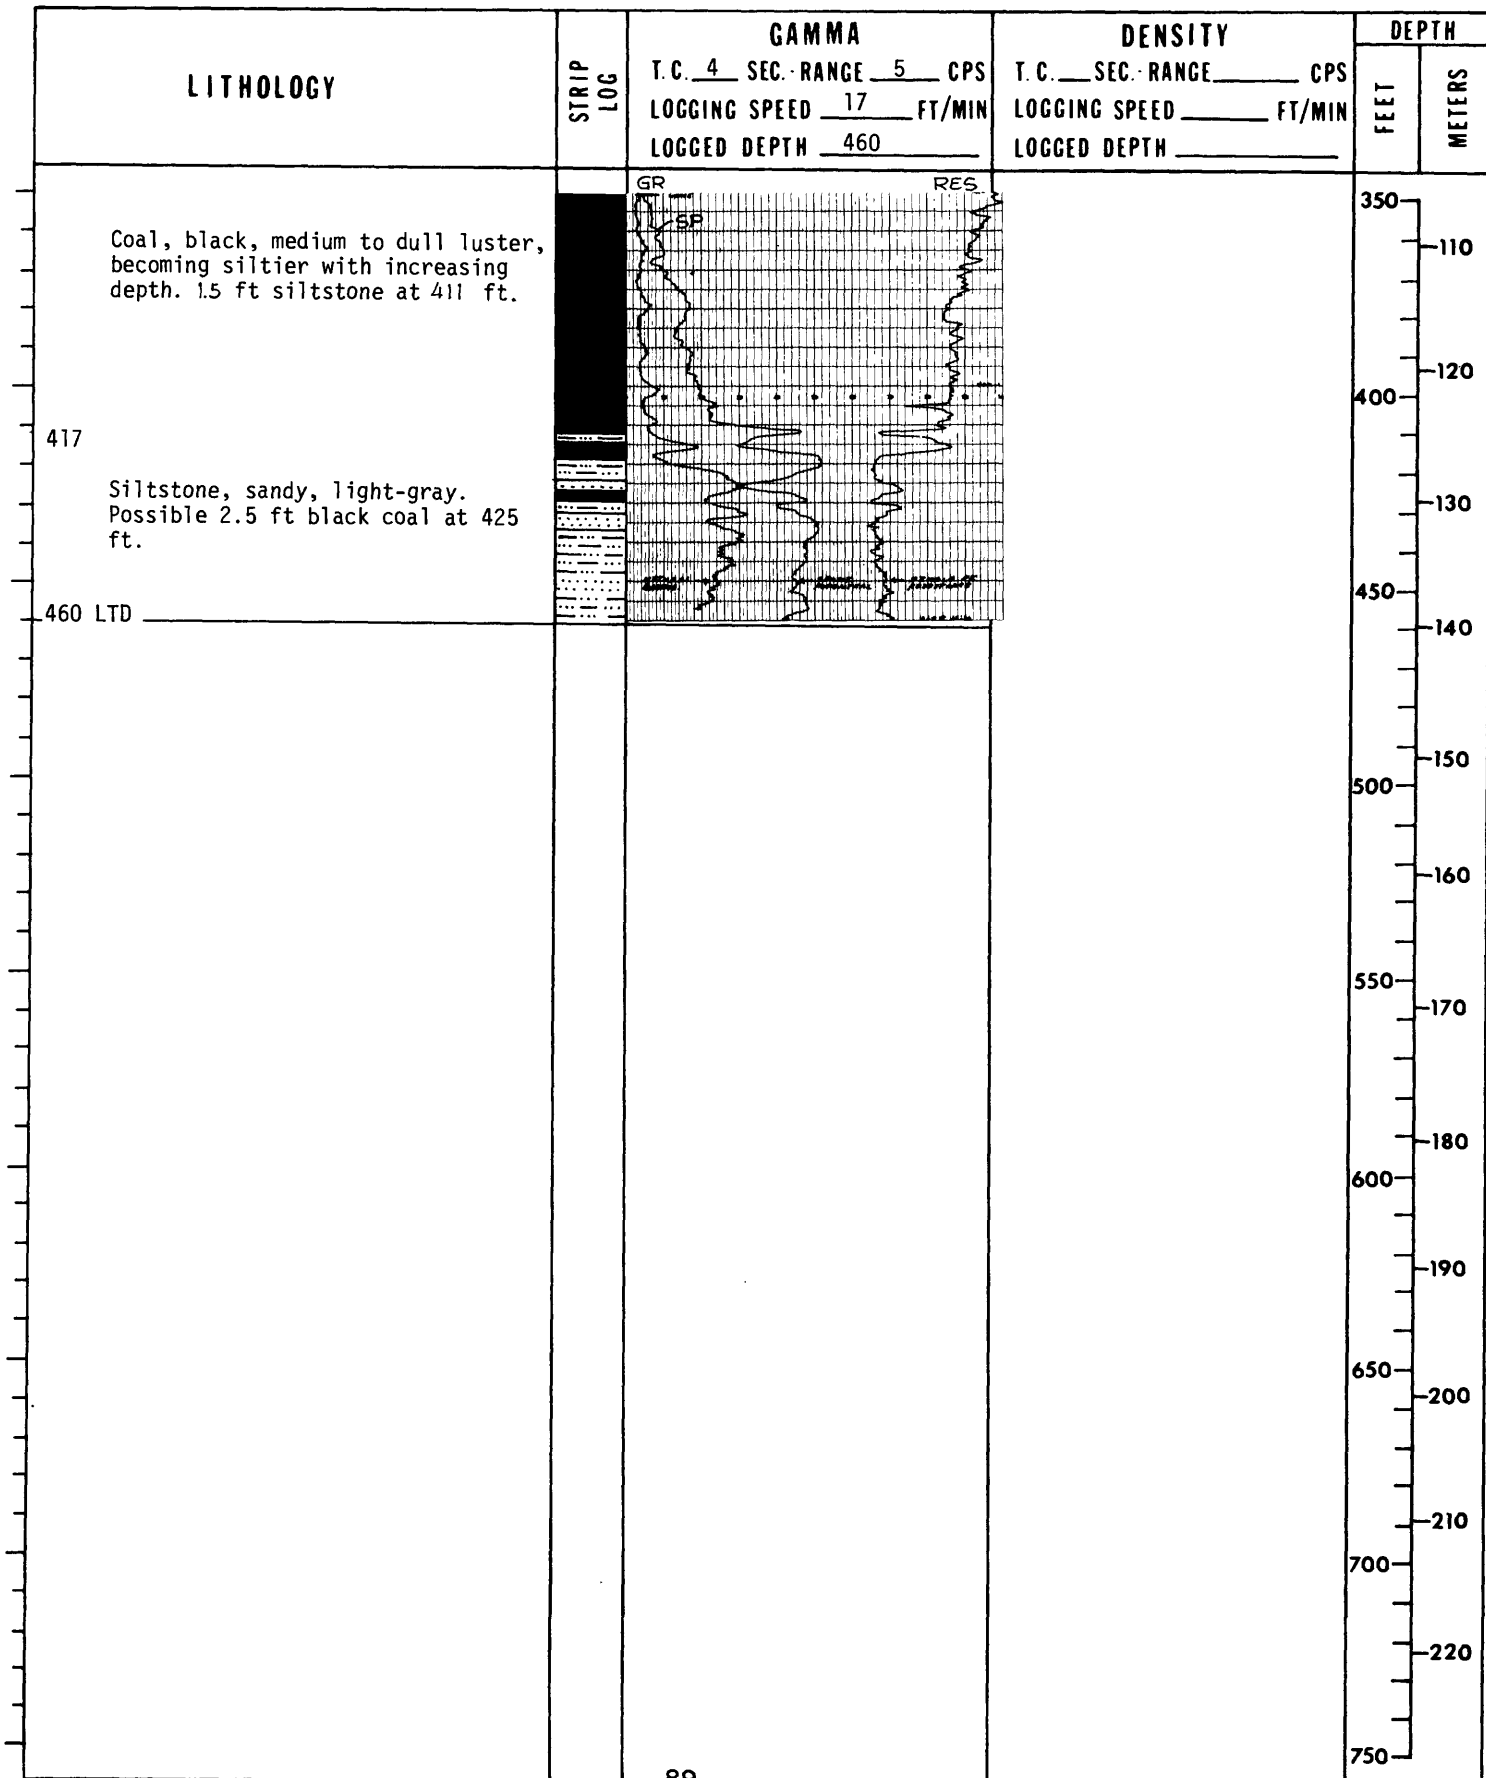 LITHOLOGY
STRIP LOG
GAMMA
T.C. 4 SEC.-RANGE 5 CPS
LOGGING SPEED 17 FT/MIN
LOGGED DEPTH 460
DENSITY
T.C. SEC.-RANGE CPS
LOGGING SPEED FT/MIN
LOGGED DEPTH
DEPTH
FEET
METERS
GR
RES
SP
Coal, black, medium to dull luster,
becoming siltier with increasing
depth. 1.5 ft siltstone at 411 ft.
417
Siltstone, sandy, light-gray.
Possible 2.5 ft black coal at 425
ft.
460 LTD
350
110
120
400
130
450
140
150
500
160
550
170
180
600
190
650
200
210
700
220
750